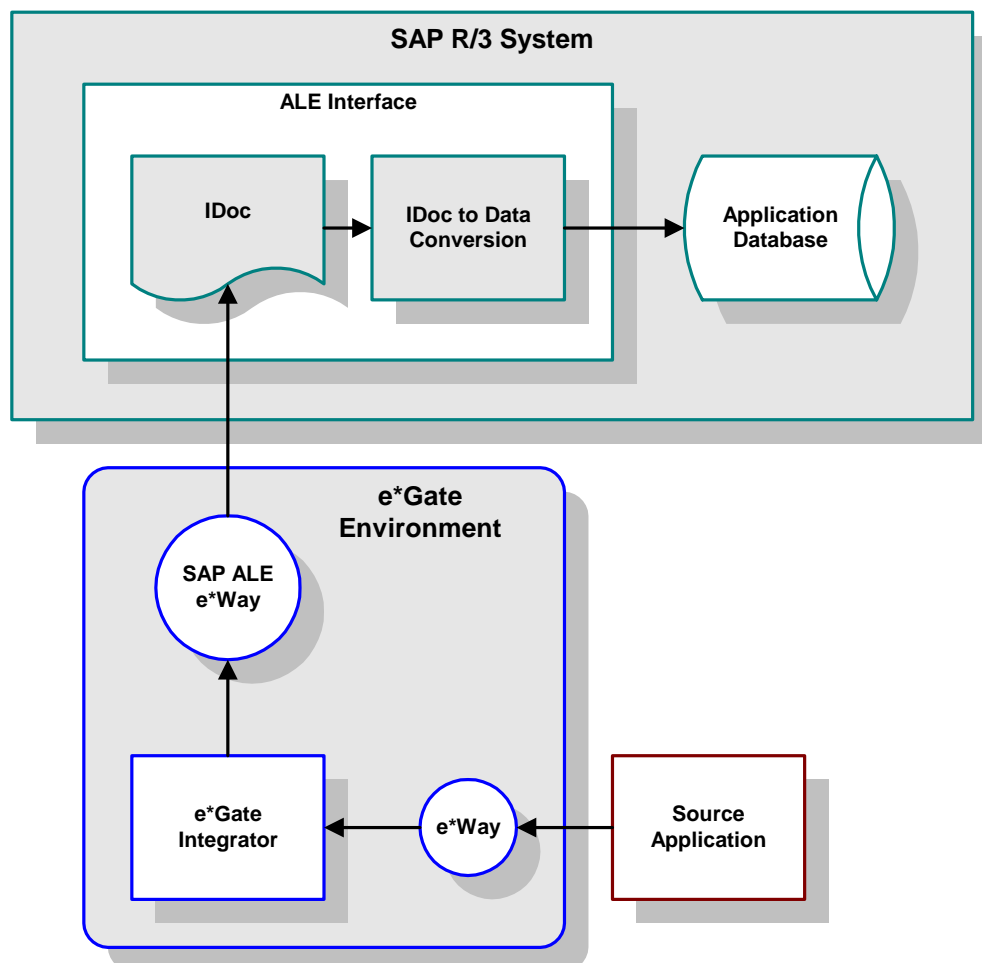 SAP R/3 System
ALE Interface
IDoc
IDoc to Data
Conversion
Application
Database
e*Gate
Environment
SAP ALE
e*Way
e*Gate
Integrator
e*Way
Source
Application